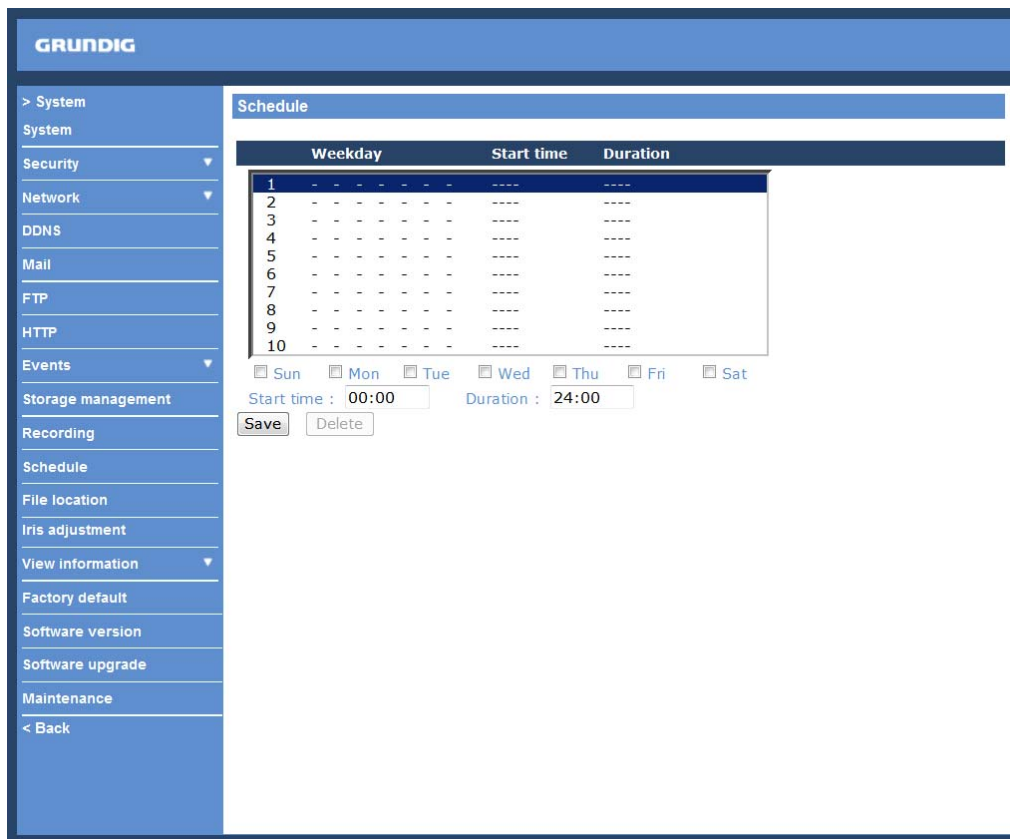 GRUNDIG
> System
System
Security
Network
DDNS
Mail
FTP
HTTP
Events
Storage management
Recording
Schedule
File location
Iris adjustment
View information
Factory default
Software version
Software upgrade
Maintenance
< Back
Schedule
Weekday Start time Duration
1 - - - - - - - ---- ----
2 - - - - - - - ---- ----
3 - - - - - - - ---- ----
4 - - - - - - - ---- ----
5 - - - - - - - ---- ----
6 - - - - - - - ---- ----
7 - - - - - - - ---- ----
8 - - - - - - - ---- ----
9 - - - - - - - ---- ----
10 - - - - - - - ---- ----
Sun Mon Tue Wed Thu Fri Sat
Start time : 00:00 Duration : 24:00
Save Delete